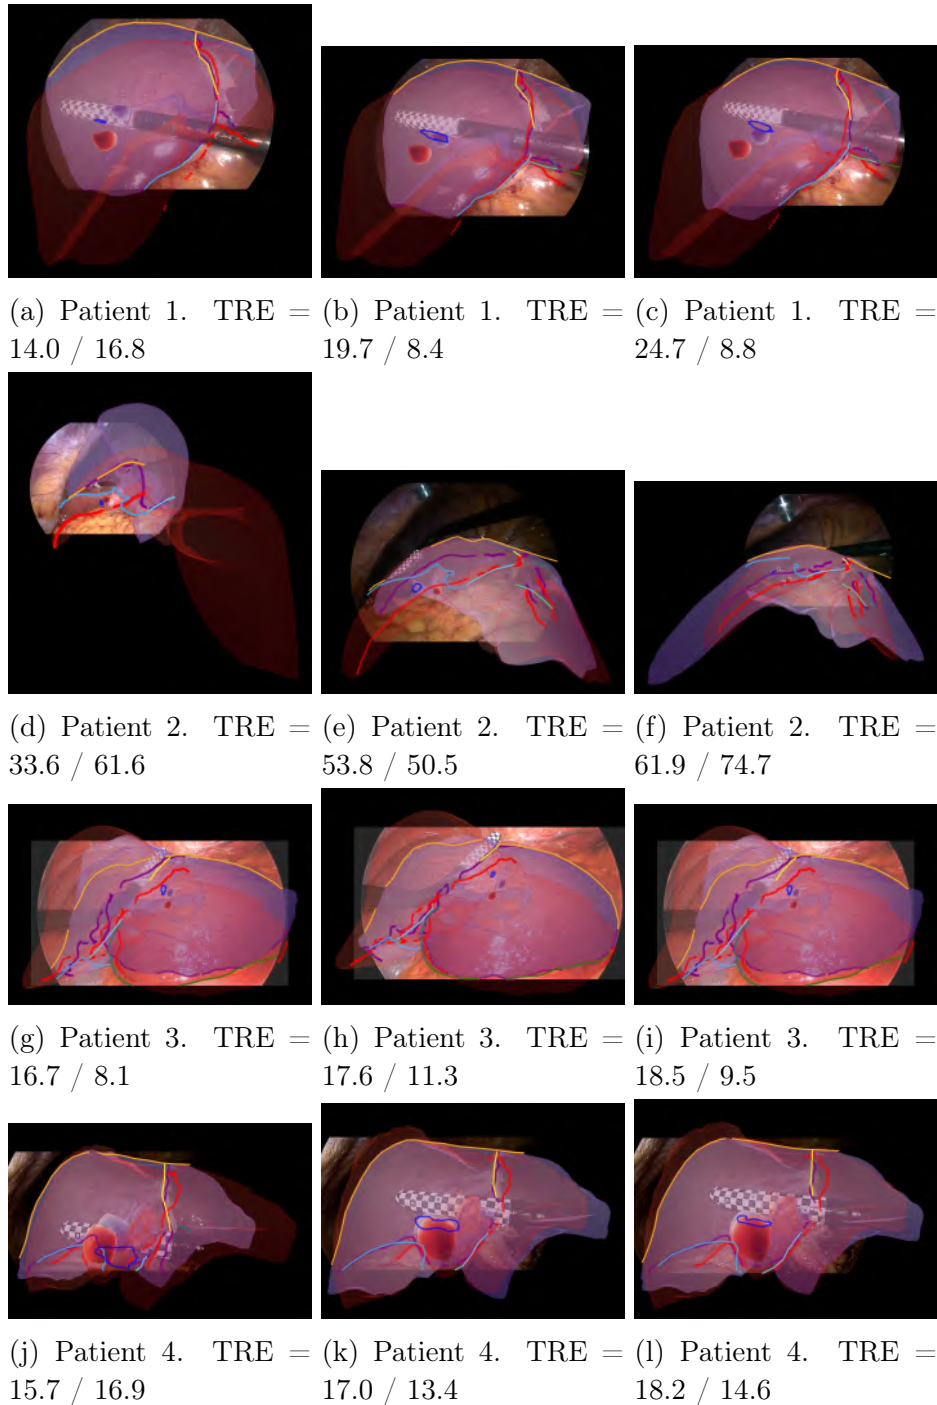 (a) Patient 1. TRE = 14.0 / 16.8
(b) Patient 1. TRE = 19.7 / 8.4
(c) Patient 1. TRE = 24.7 / 8.8
(d) Patient 2. TRE = 33.6 / 61.6
(e) Patient 2. TRE = 53.8 / 50.5
(f) Patient 2. TRE = 61.9 / 74.7
(g) Patient 3. TRE = 16.7 / 8.1
(h) Patient 3. TRE = 17.6 / 11.3
(i) Patient 3. TRE = 18.5 / 9.5
(j) Patient 4. TRE = 15.7 / 16.9
(k) Patient 4. TRE = 17.0 / 13.4
(l) Patient 4. TRE = 18.2 / 14.6